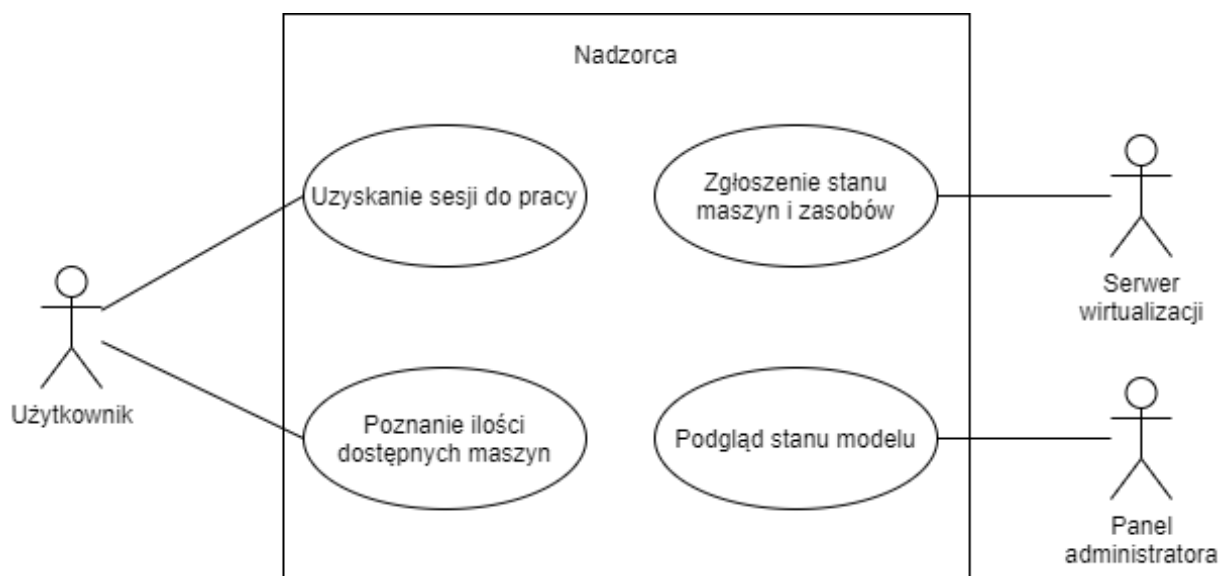 Nadzorca
Uzyskanie sesji do pracy
Zgłoszenie stanu
maszyn i zasobów
Serwer
wirtualizacji
Użytkownik
Poznanie ilości
dostępnych maszyn
Podgląd stanu modelu
Panel
administratora